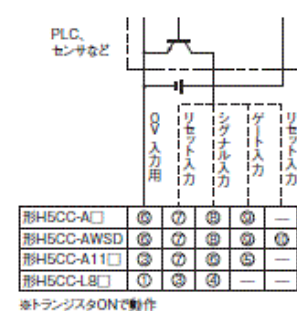 PLC、
センサなど
0V 入力用
リセット入力
シグナル入力
ゲート入力
リセット入力
形H5CC-A□ ⑥ ⑦ ⑧ ⑨ —
形H5CC-AWSD ⑥ ⑦ ⑧ ⑨ ⑩
形H5CC-A11□ ③ ⑦ ⑥ ⑤ —
形H5CC-L8□ ① ③ ④ — —
※トランジスタONで動作